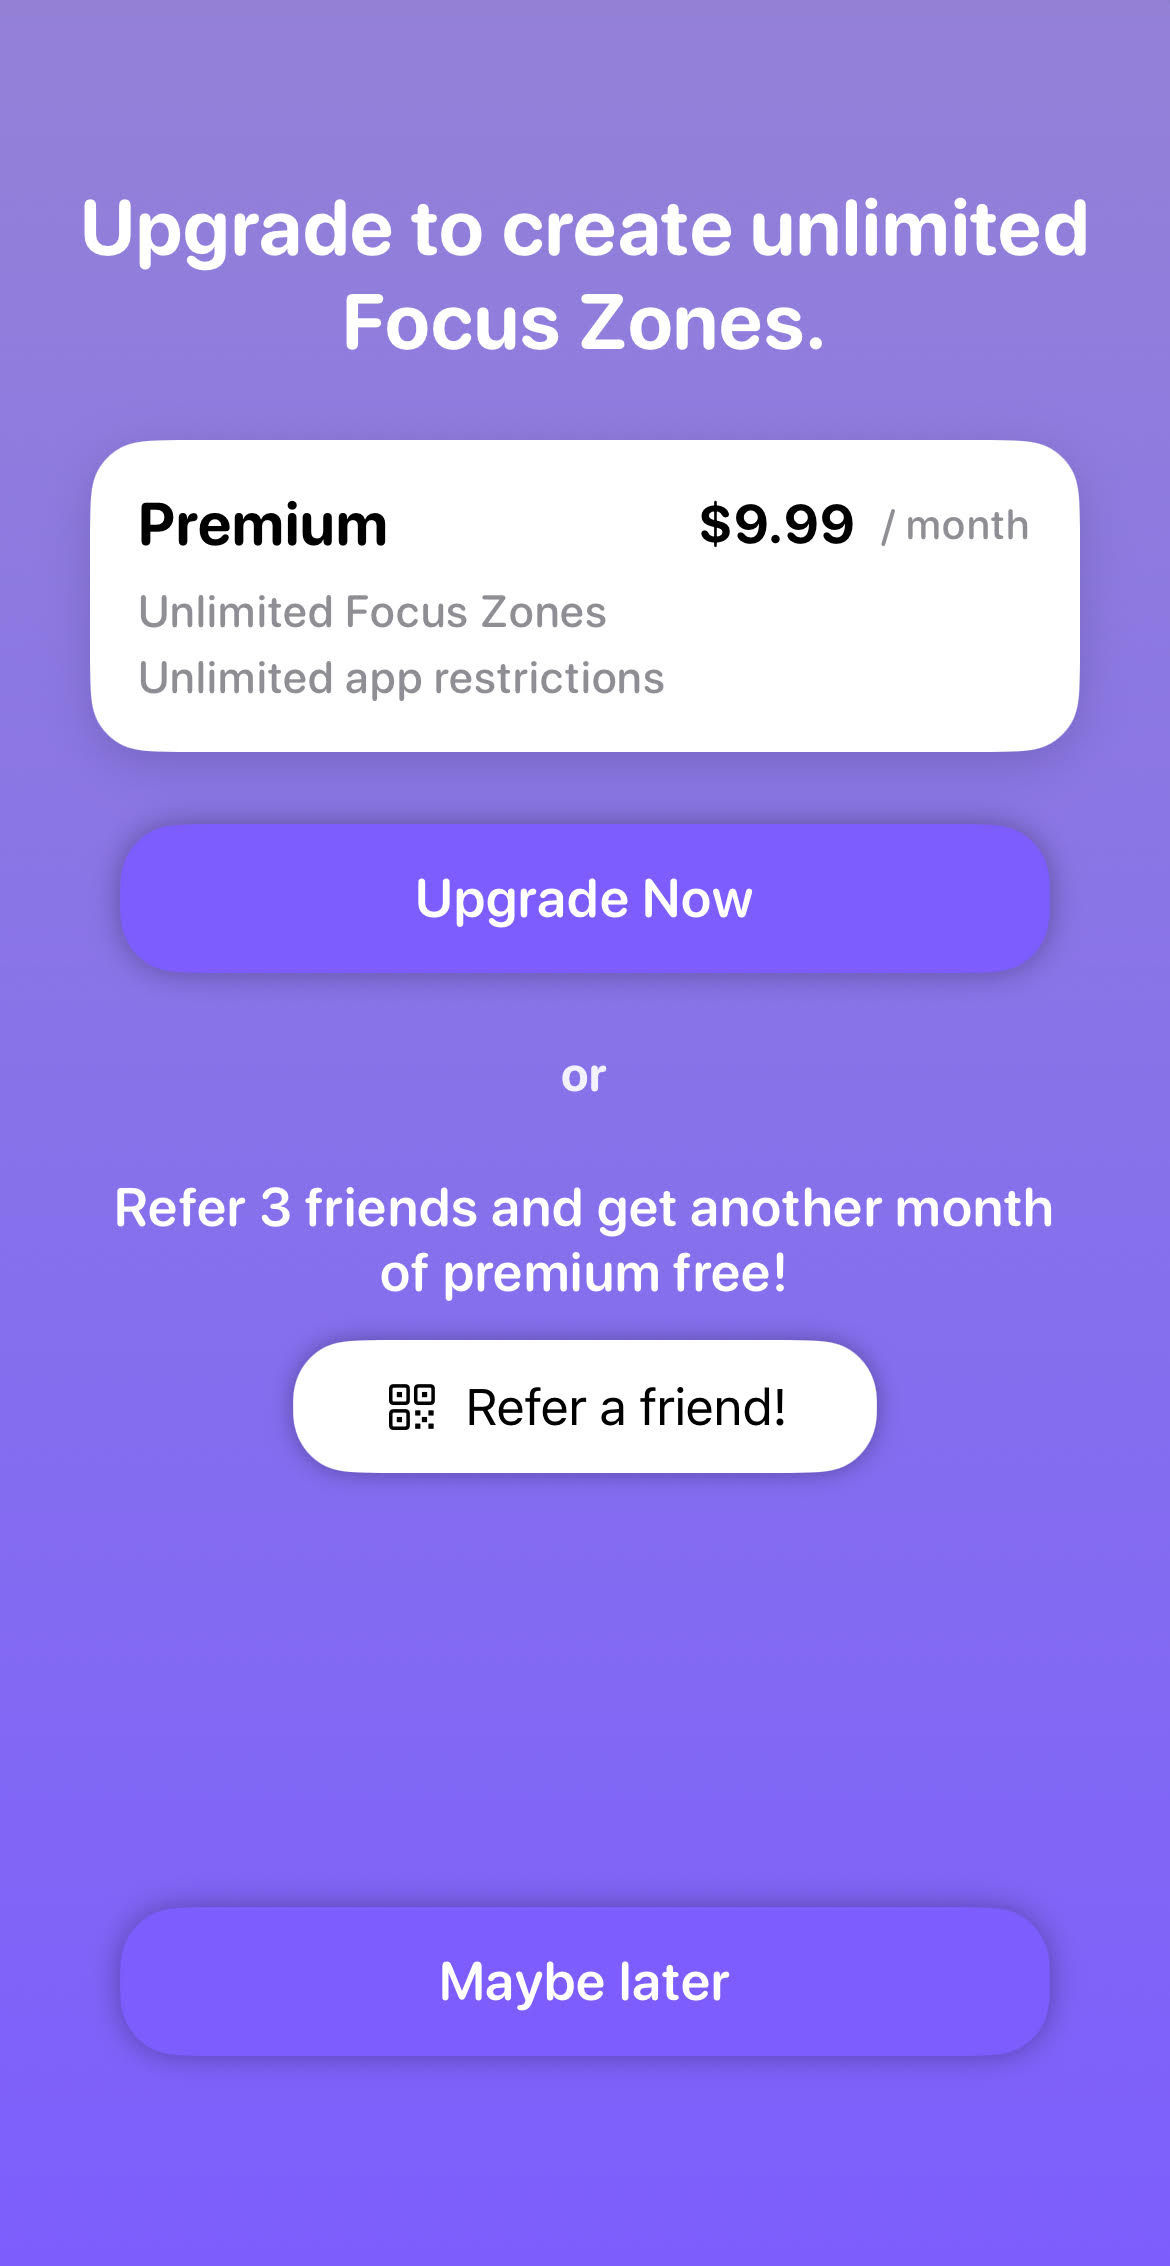 Upgrade to create unlimited
Focus Zones.
Premium $9.99 / month
Unlimited Focus Zones
Unlimited app restrictions
Upgrade Now
or
Refer 3 friends and get another month
of premium free!
Refer a friend!
Maybe later